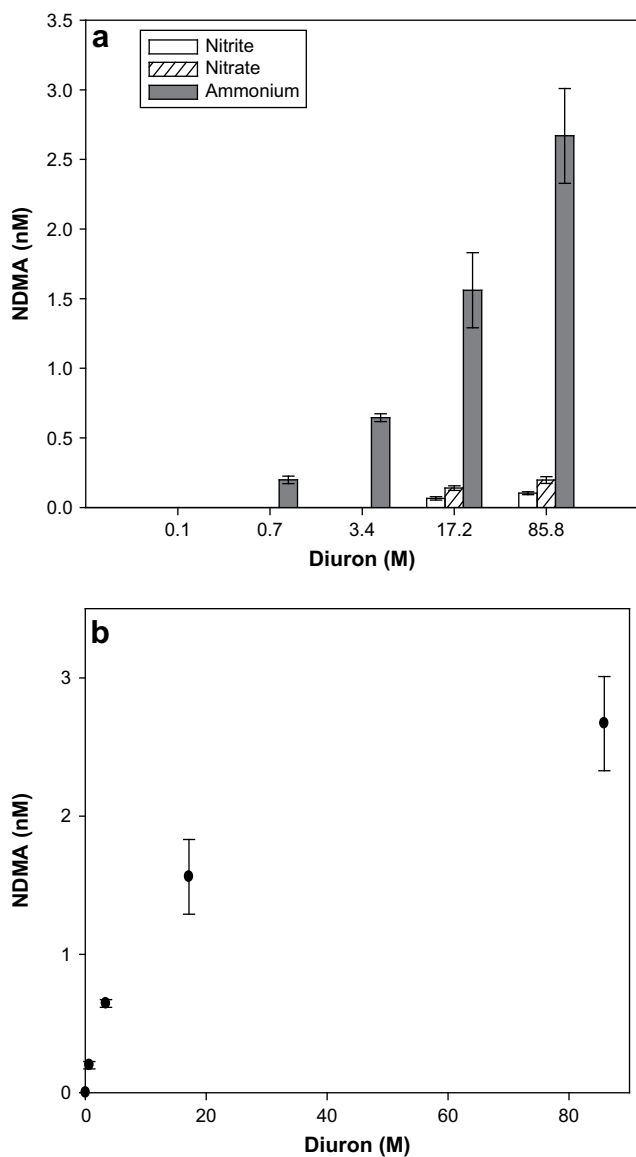 a
Nitrite
Nitrate
Ammonium
3.5
3.0
2.5
2.0
1.5
1.0
0.5
0.0
NDMA (nM)
0.1 0.7 3.4 17.2 85.8
Diuron (M)
b
3
2
1
0
NDMA (nM)
0 20 40 60 80
Diuron (M)